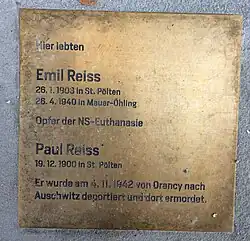 Hier lebten
Emil Reiss
26. 1. 1903 in St. Pölten
26. 4. 1940 in Mauer-Öhling
Opfer der NS-Euthanasie
Paul Reiss
19. 12. 1900 in St. Pölten
Er wurde am 4. 11. 1942 von Drancy nach
Auschwitz deportiert und dort ermordet.